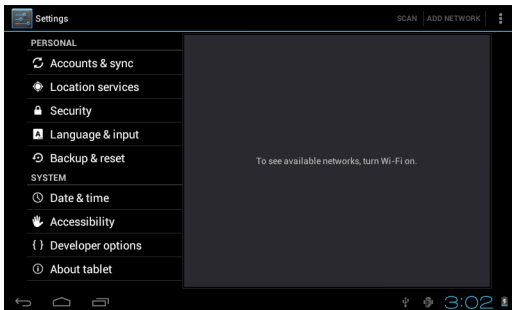 Settings
SCAN
ADD NETWORK
PERSONAL
Accounts & sync
Location services
Security
A Language & input
Backup & reset
SYSTEM
Date & time
Accessibility
{ } Developer options
About tablet
To see available networks, turn Wi-Fi on.
3:02